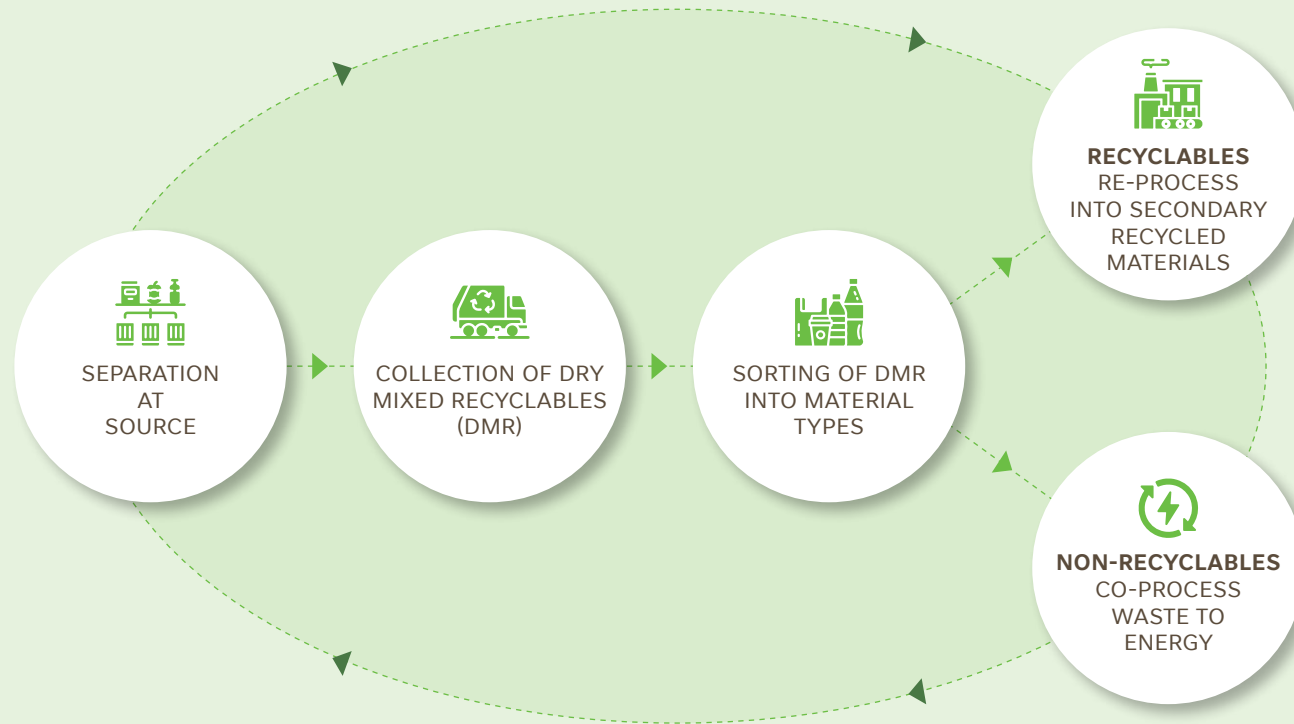 SEPARATION
AT
SOURCE
COLLECTION OF DRY
MIXED RECYCLABLES
(DMR)
SORTING OF DMR
INTO MATERIAL
TYPES
RECYCLABLES
RE-PROCESS
INTO SECONDARY
RECYCLED
MATERIALS
NON-RECYCLABLES
CO-PROCESS
WASTE TO
ENERGY